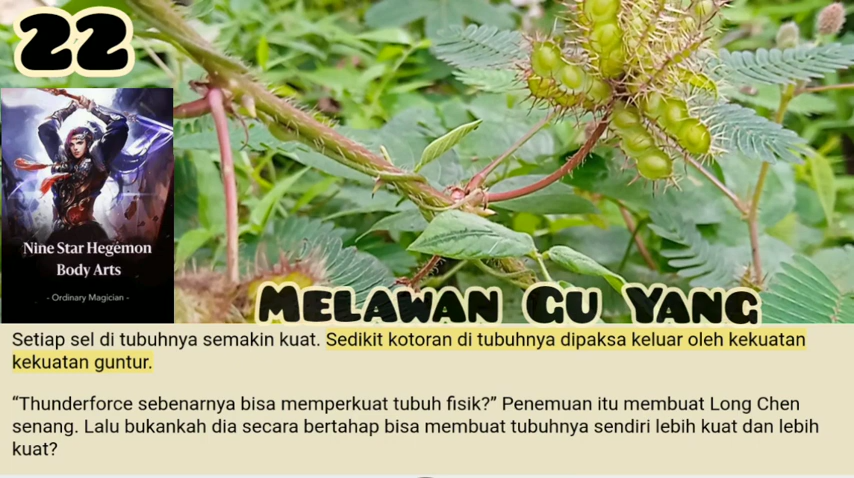 22
Nine Star Hegemon
Body Arts
- Ordinary Magician -
MELAWAN GU YANG
Setiap sel di tubuhnya semakin kuat. Sedikit kotoran di tubuhnya dipaksa keluar oleh kekuatan
kekuatan guntur.
“Thunderforce sebenarnya bisa memperkuat tubuh fisik?” Penemuan itu membuat Long Chen
senang. Lalu bukankah dia secara bertahap bisa membuat tubuhnya sendiri lebih kuat dan lebih
kuat?